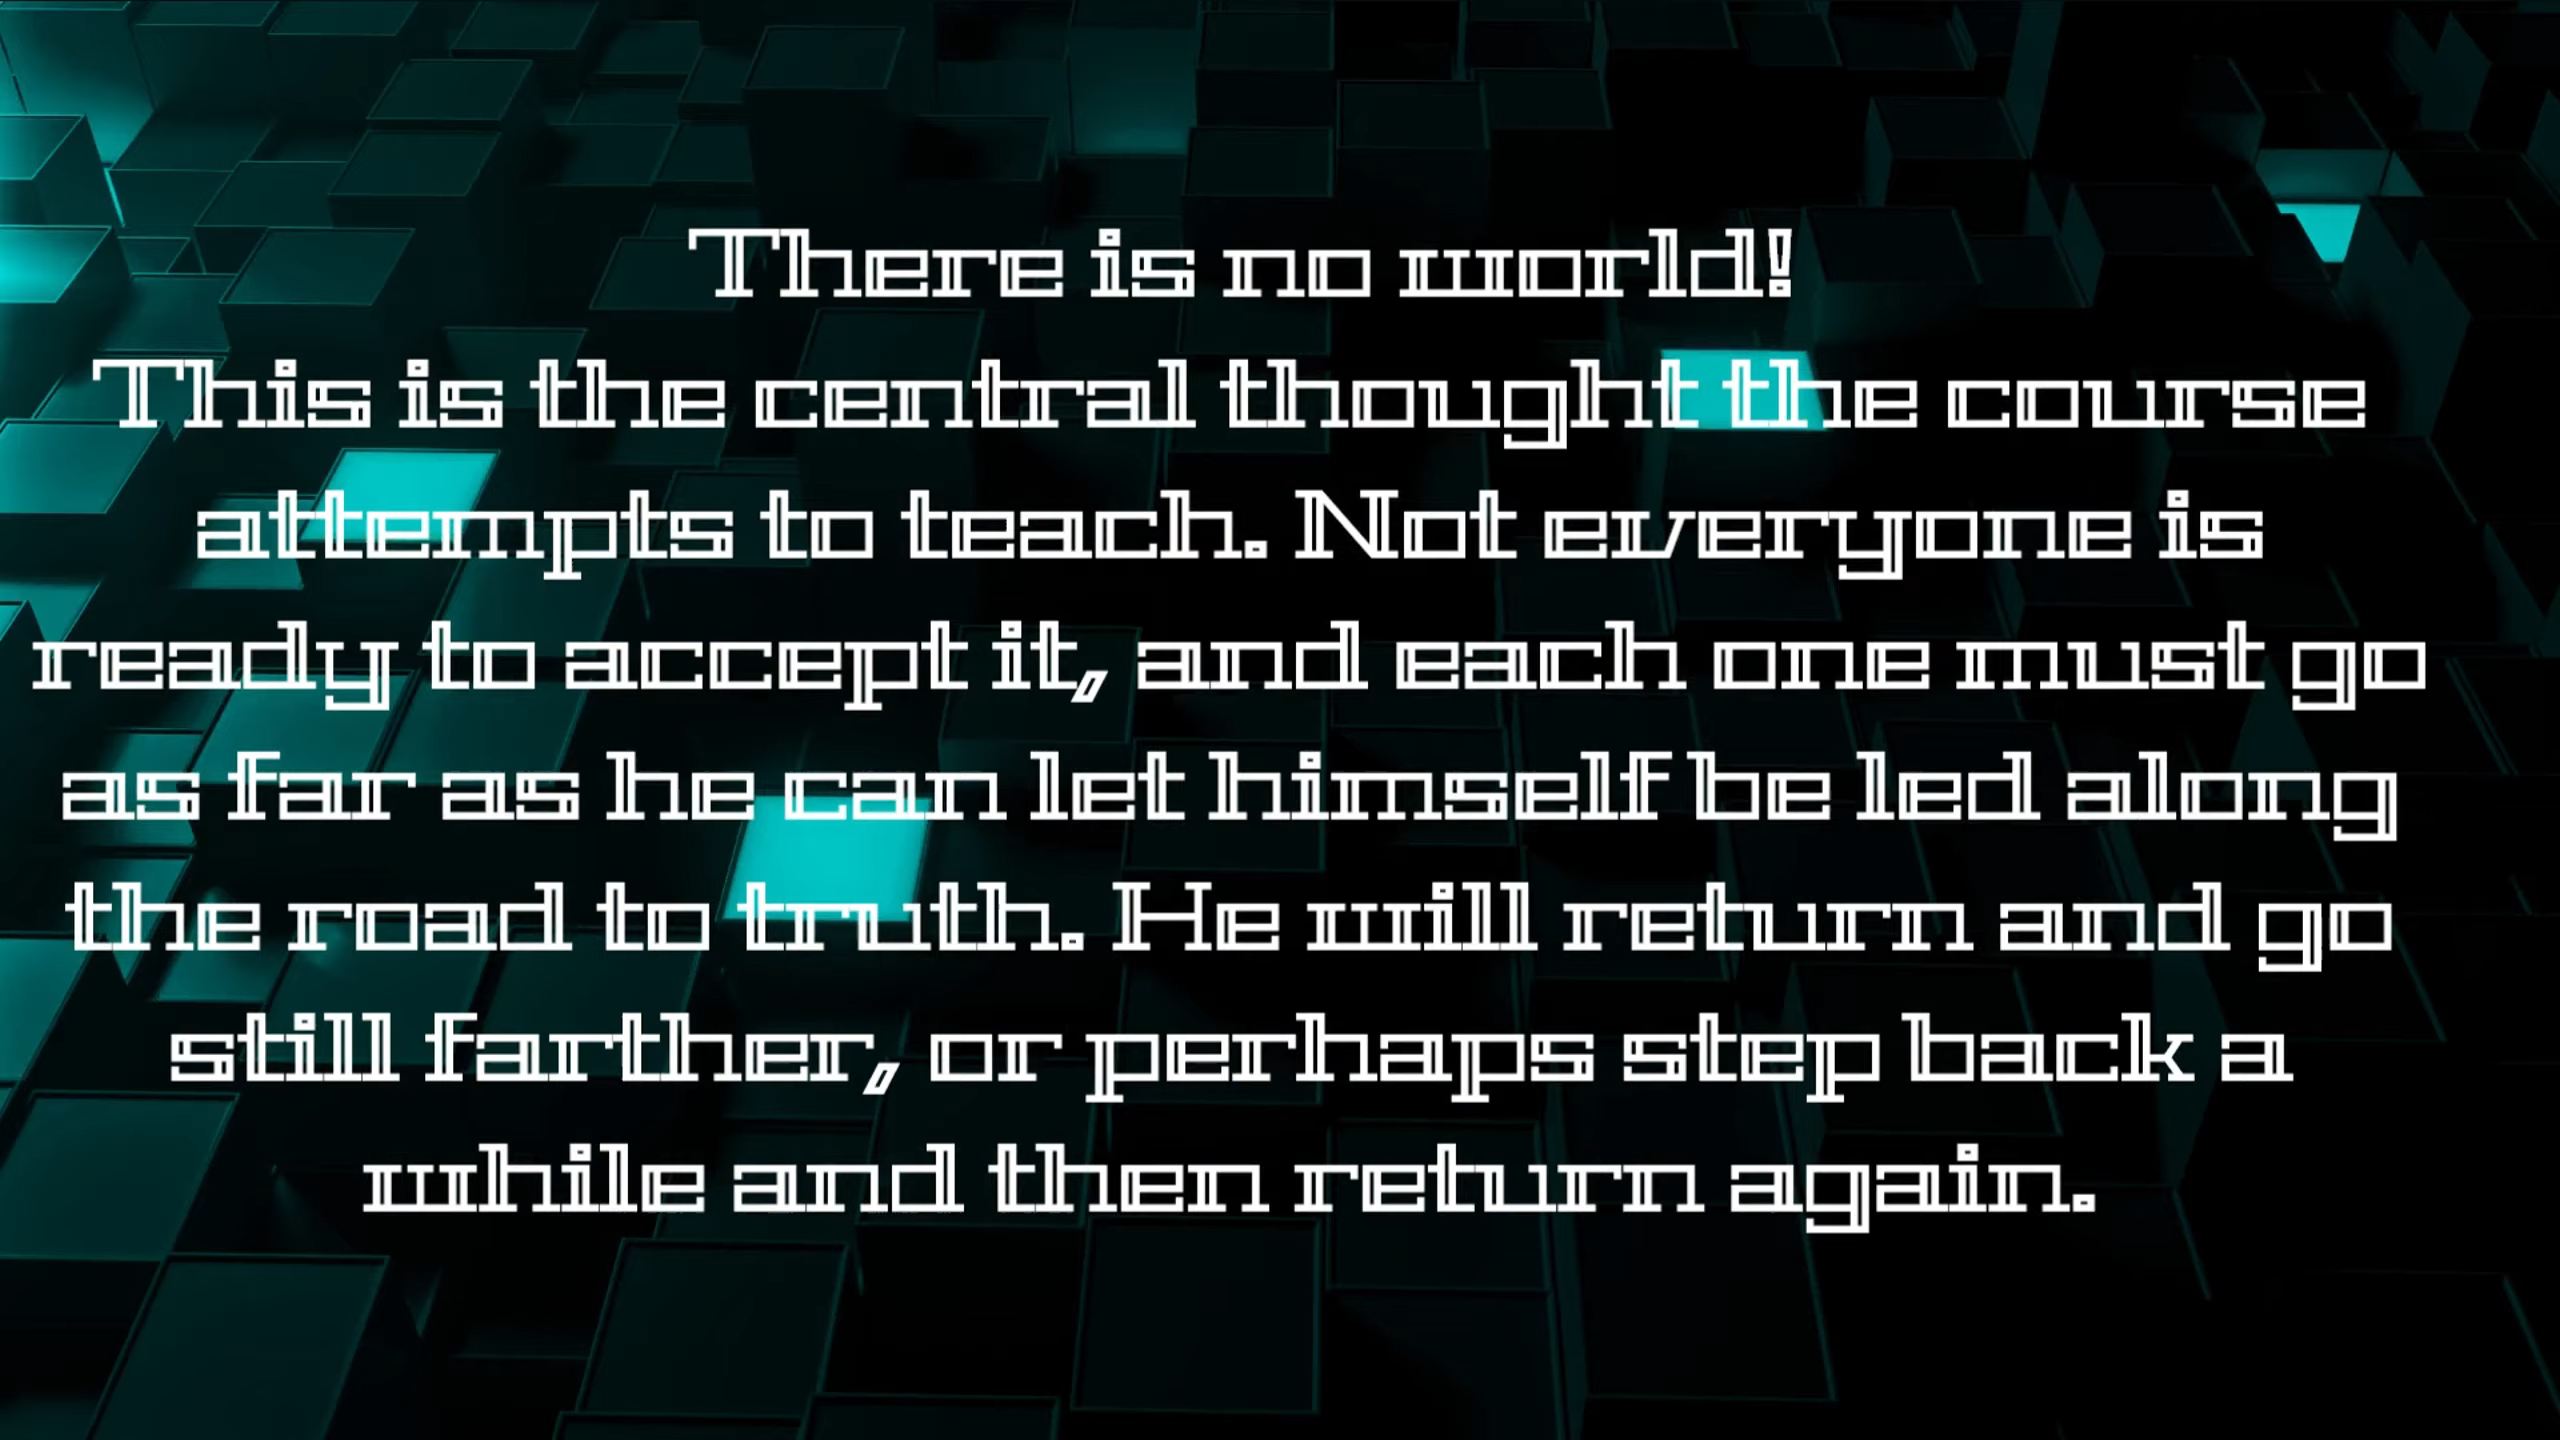 There is no world!
This is the central thought the course
attempts to teach. Not everyone is
ready to accept it, and each one must go
as far as he can let himself be led along
the road to truth. He will return and go
still farther, or perhaps step back a
while and then return again.